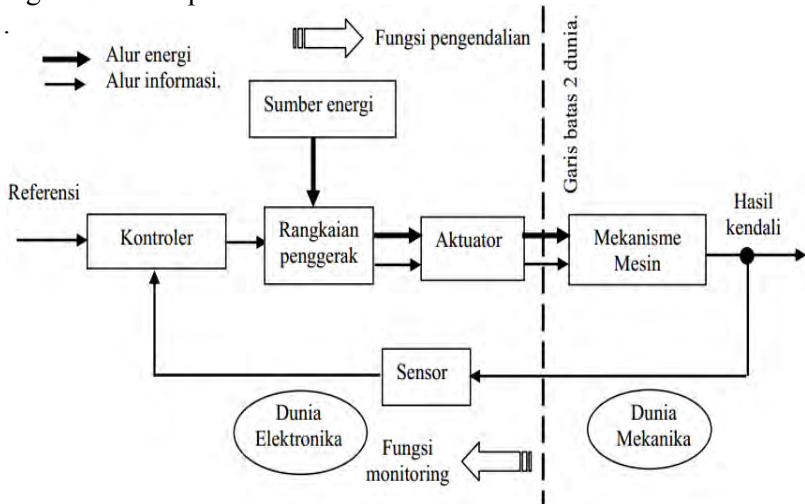 .
Fungsi pengendalian
Alur energi
Alur informasi.
Garis batas 2 dunia.
Sumber energi
Referensi
Kontroler
Rangkaian
penggerak
Aktuator
Mekanisme
Mesin
Hasil
kendali
Sensor
Dunia
Elektronika
Dunia
Mekanika
Fungsi
monitoring